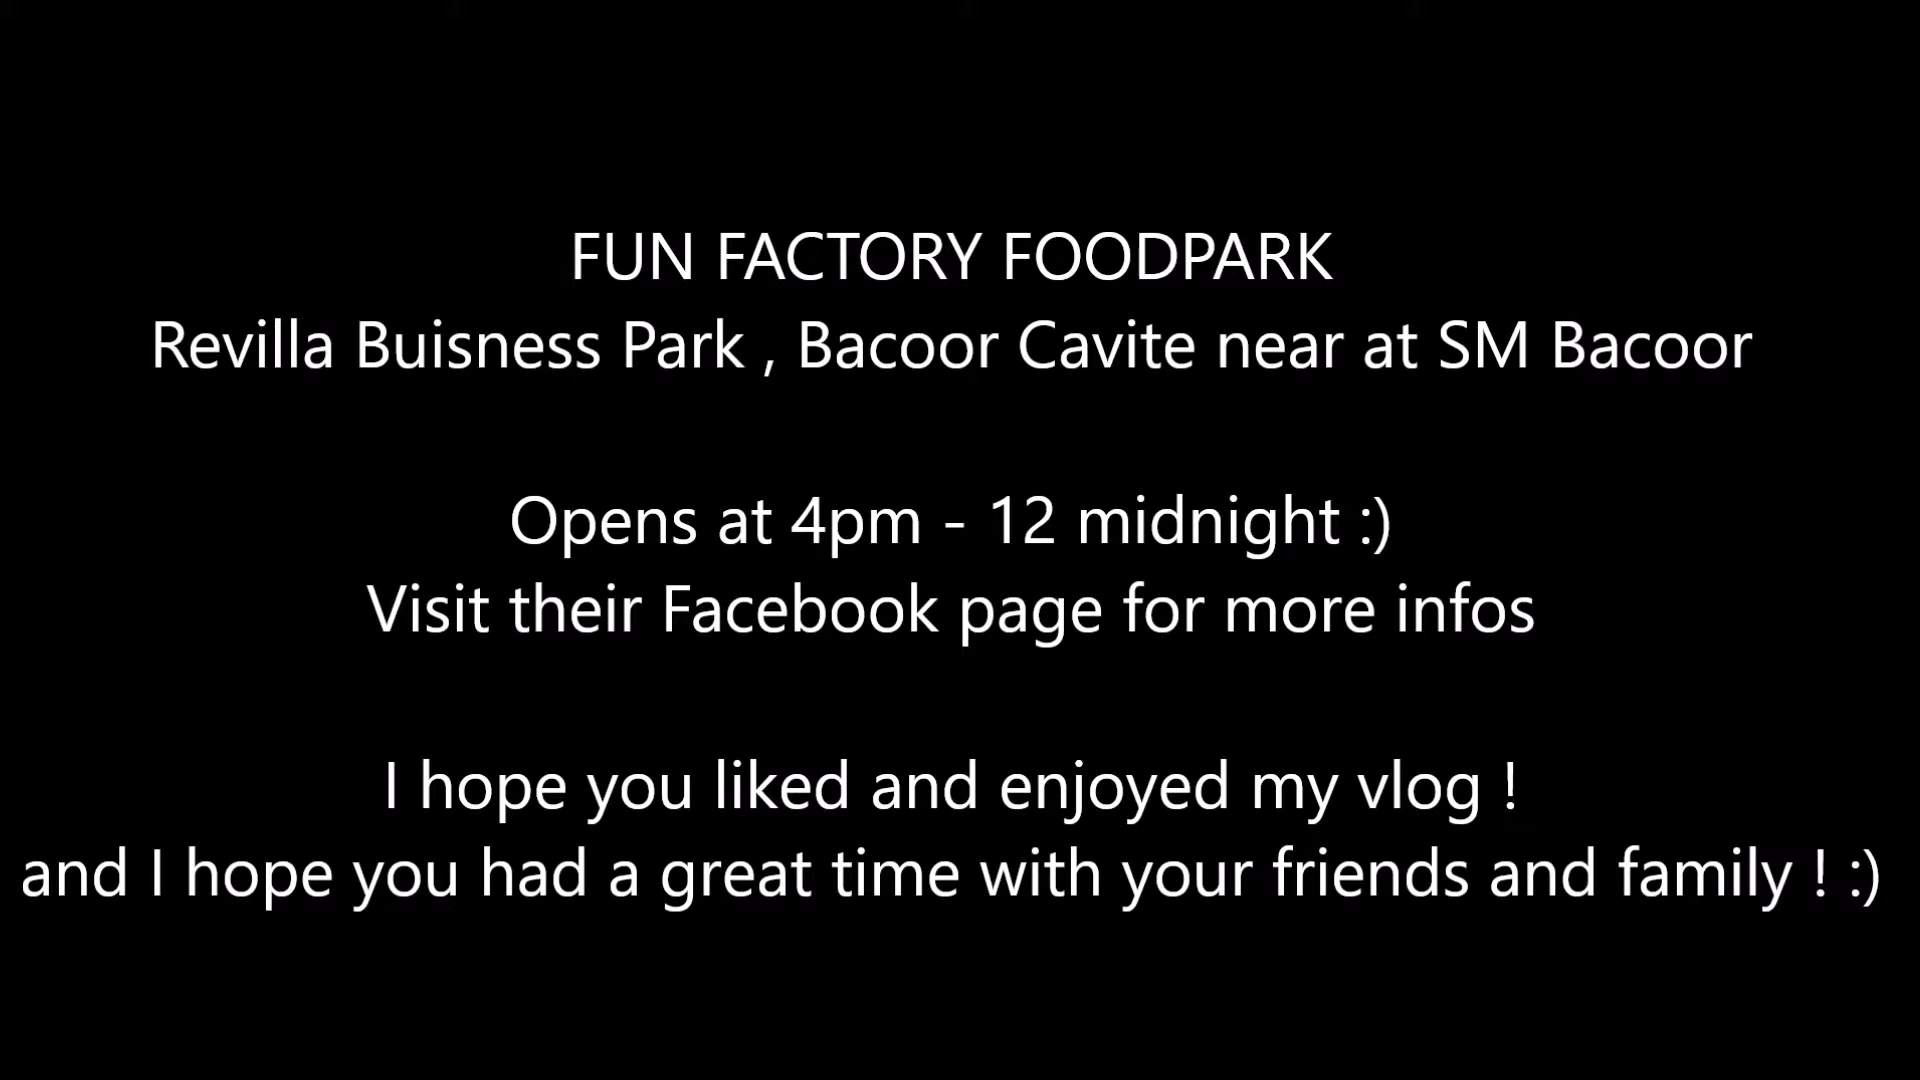 FUN FACTORY FOODPARK
Revilla Buisness Park , Bacoor Cavite near at SM Bacoor
Opens at 4pm - 12 midnight :)
Visit their Facebook page for more infos
I hope you liked and enjoyed my vlog !
and I hope you had a great time with your friends and family ! :)